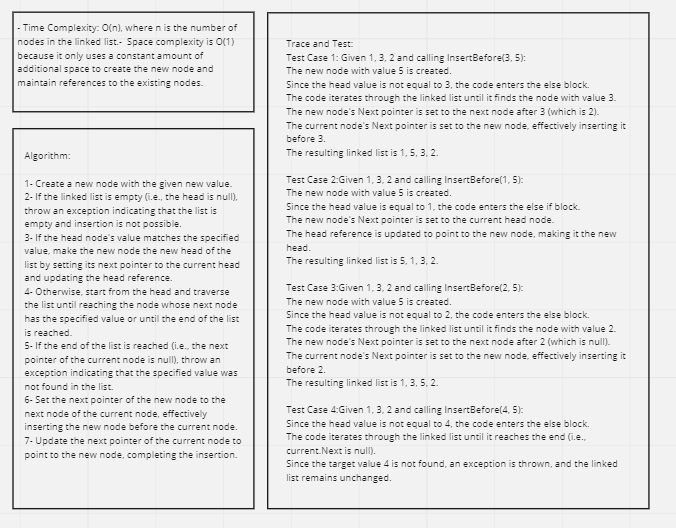 - Time Complexity: O(n), where n is the number of
nodes in the linked list.-  Space complexity is O(1)
because it only uses a constant amount of
additional space to create the new node and
maintain references to the existing nodes.
Algorithm:
1- Create a new node with the given new value.
2- If the linked list is empty (i.e., the head is null),
throw an exception indicating that the list is
empty and insertion is not possible.
3- If the head node's value matches the specified
value, make the new node the new head of the
list by setting its next pointer to the current head
and updating the head reference.
4- Otherwise, start from the head and traverse
the list until reaching the node whose next node
has the specified value or until the end of the list
is reached.
5- If the end of the list is reached (i.e., the next
pointer of the current node is null), throw an
exception indicating that the specified value was
not found in the list.
6- Set the next pointer of the new node to the
next node of the current node, effectively
inserting the new node before the current node.
7- Update the next pointer of the current node to
point to the new node, completing the insertion.
Trace and Test:
Test Case 1: Given 1, 3, 2 and calling InsertBefore(3, 5):
The new node with value 5 is created.
Since the head value is not equal to 3, the code enters the else block.
The code iterates through the linked list until it finds the node with value 3.
The new node's Next pointer is set to the next node after 3 (which is 2).
The current node's Next pointer is set to the new node, effectively inserting it
before 3.
The resulting linked list is 1, 5, 3, 2.
Test Case 2:Given 1, 3, 2 and calling InsertBefore(1, 5):
The new node with value 5 is created.
Since the head value is equal to 1, the code enters the else if block.
The new node's Next pointer is set to the current head node.
The head reference is updated to point to the new node, making it the new
head.
The resulting linked list is 5, 1, 3, 2.
Test Case 3:Given 1, 3, 2 and calling InsertBefore(2, 5):
The new node with value 5 is created.
Since the head value is not equal to 2, the code enters the else block.
The code iterates through the linked list until it finds the node with value 2.
The new node's Next pointer is set to the next node after 2 (which is null).
The current node's Next pointer is set to the new node, effectively inserting it
before 2.
The resulting linked list is 1, 3, 5, 2.
Test Case 4:Given 1, 3, 2 and calling InsertBefore(4, 5):
Since the head value is not equal to 4, the code enters the else block.
The code iterates through the linked list until it reaches the end (i.e.,
current.Next is null).
Since the target value 4 is not found, an exception is thrown, and the linked
list remains unchanged.